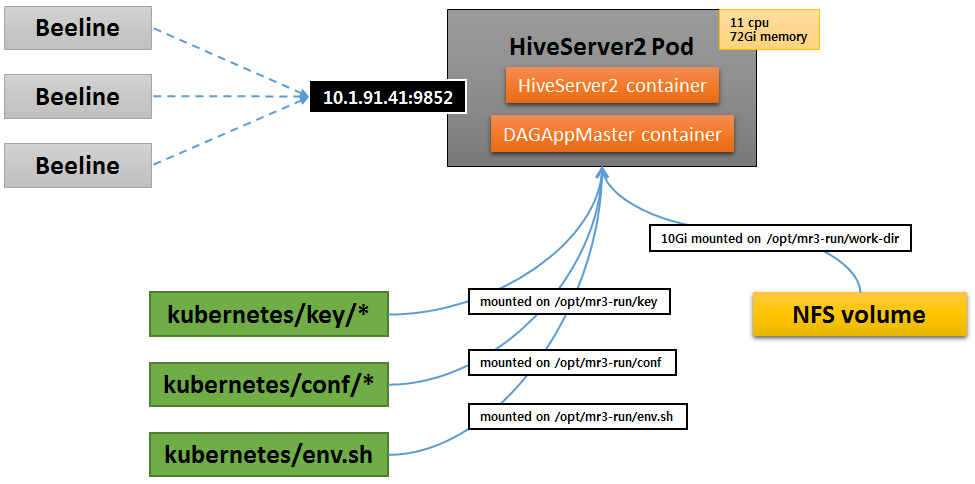 Beeline
Beeline
Beeline
10.1.91.41:9852
11 cpu
72Gi memory
HiveServer2 Pod
HiveServer2 container
DAGAppMaster container
10Gi mounted on /opt/mr3-run/work-dir
NFS volume
kubernetes/key/*
mounted on /opt/mr3-run/key
kubernetes/conf/*
mounted on /opt/mr3-run/conf
kubernetes/env.sh
mounted on /opt/mr3-run/env.sh